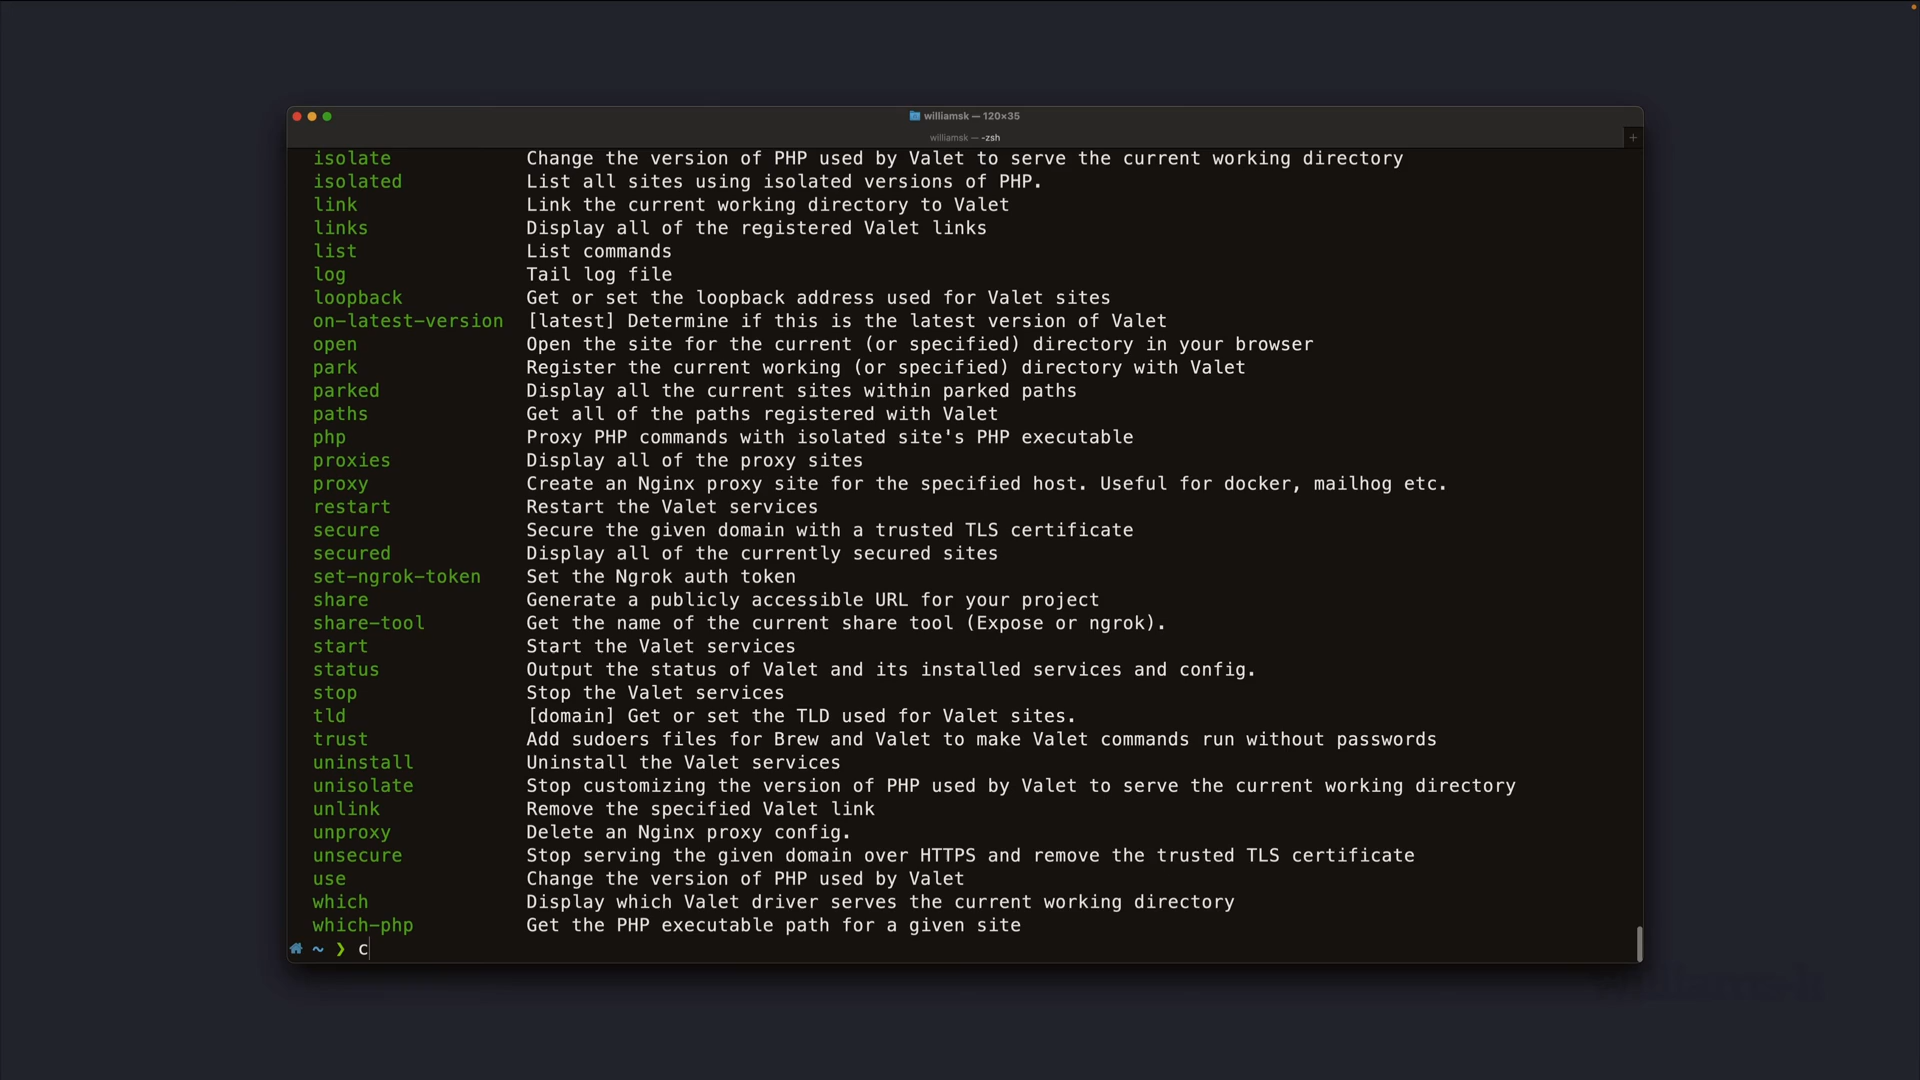 williamsk — 120×35
williamsk — -zsh
isolate Change the version of PHP used by Valet to serve the current working directory
isolated List all sites using isolated versions of PHP.
link Link the current working directory to Valet
links Display all of the registered Valet links
list List commands
log Tail log file
loopback Get or set the loopback address used for Valet sites
on-latest-version [latest] Determine if this is the latest version of Valet
open Open the site for the current (or specified) directory in your browser
park Register the current working (or specified) directory with Valet
parked Display all the current sites within parked paths
paths Get all of the paths registered with Valet
php Proxy PHP commands with isolated site's PHP executable
proxies Display all of the proxy sites
proxy Create an Nginx proxy site for the specified host. Useful for docker, mailhog etc.
restart Restart the Valet services
secure Secure the given domain with a trusted TLS certificate
secured Display all of the currently secured sites
set-ngrok-token Set the Ngrok auth token
share Generate a publicly accessible URL for your project
share-tool Get the name of the current share tool (Expose or ngrok).
start Start the Valet services
status Output the status of Valet and its installed services and config.
stop Stop the Valet services
tld [domain] Get or set the TLD used for Valet sites.
trust Add sudoers files for Brew and Valet to make Valet commands run without passwords
uninstall Uninstall the Valet services
unisolate Stop customizing the version of PHP used by Valet to serve the current working directory
unlink Remove the specified Valet link
unproxy Delete an Nginx proxy config.
unsecure Stop serving the given domain over HTTPS and remove the trusted TLS certificate
use Change the version of PHP used by Valet
which Display which Valet driver serves the current working directory
which-php Get the PHP executable path for a given site
~ ❯ c